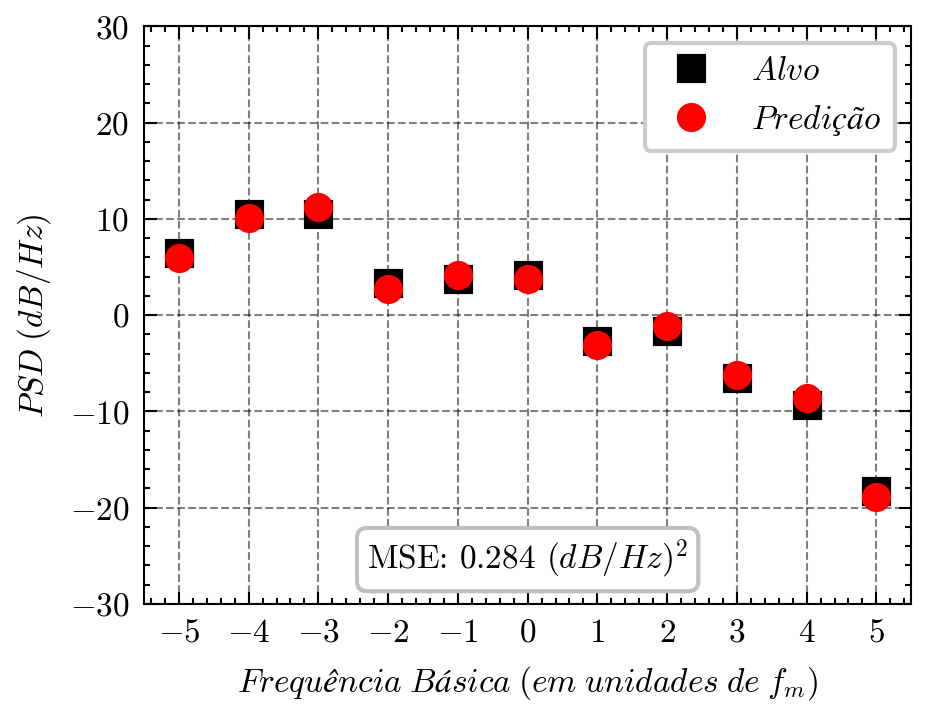 30
20
10
0
−10
−20
−30
PSD (dB/Hz)
Alvo
Predição
MSE: 0.284 (dB/Hz)²
−5 −4 −3 −2 −1 0 1 2 3 4 5
Frequência Básica (em unidades de fₘ)